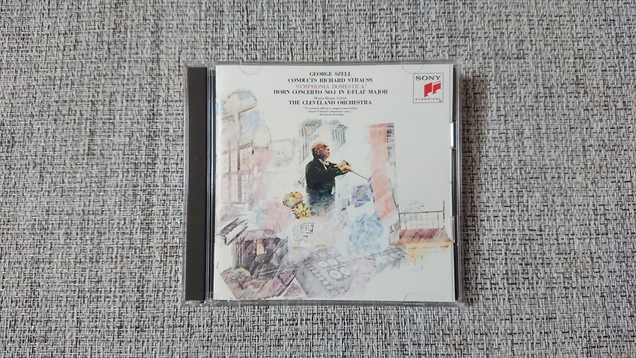 GEORGE SZELL
CONDUCTS RICHARD STRAUSS
SYMPHONIA DOMESTICA
HORN CONCERTO NO.1 IN E-FLAT MAJOR
THE CLEVELAND ORCHESTRA
SONY
CLASSICAL